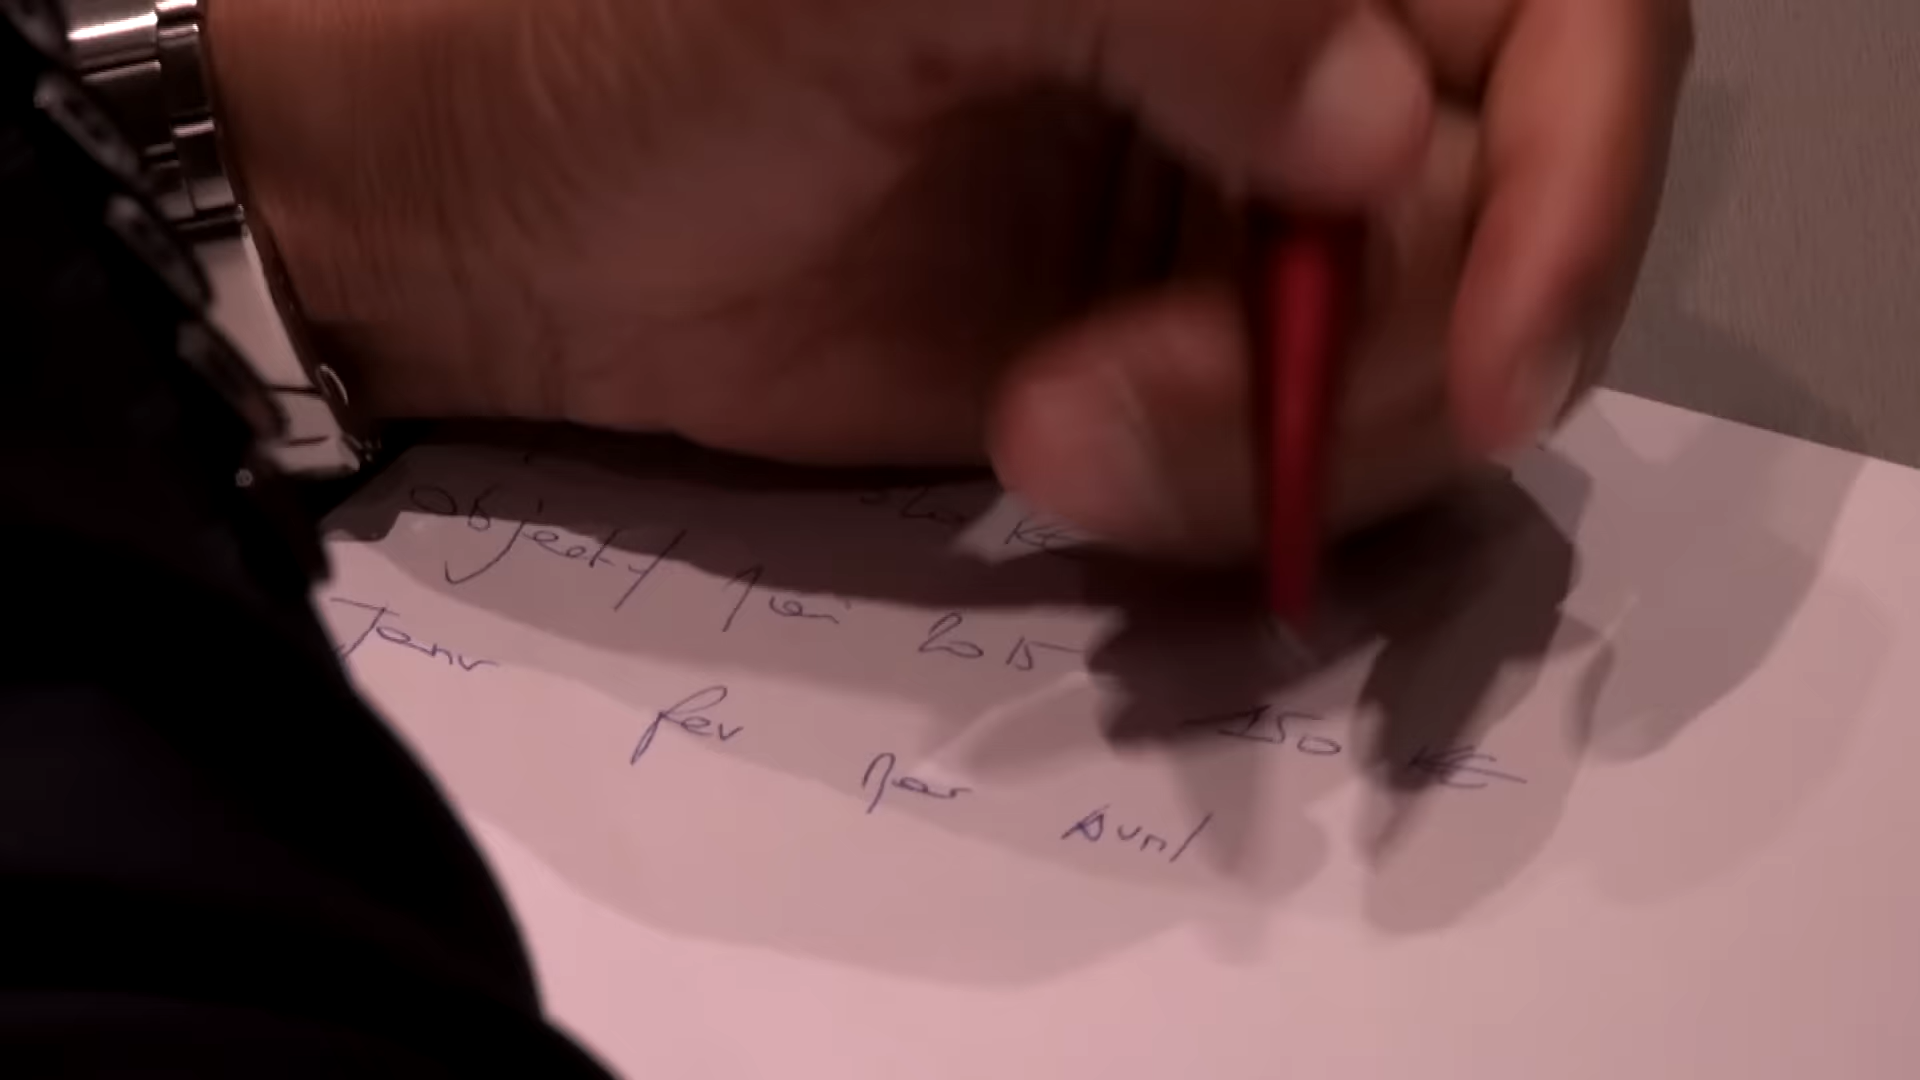 K€
Objectif Mai 2015
150 K€
Janv fev Mar Avril